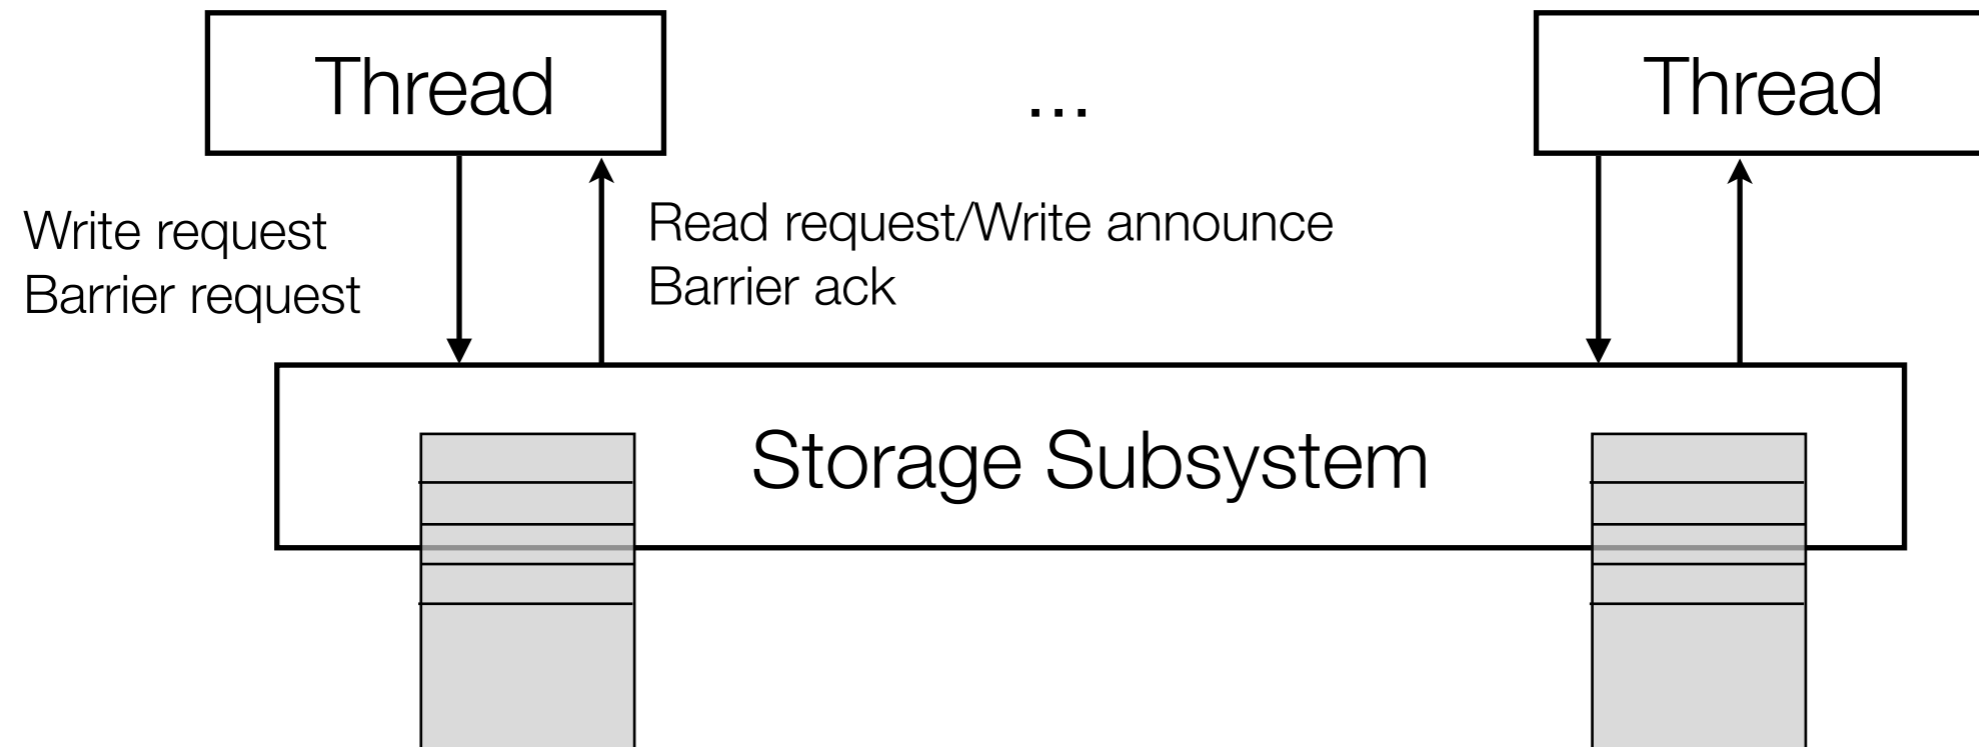 Thread
...
Thread
Write request
Barrier request
Read request/Write announce
Barrier ack
Storage Subsystem